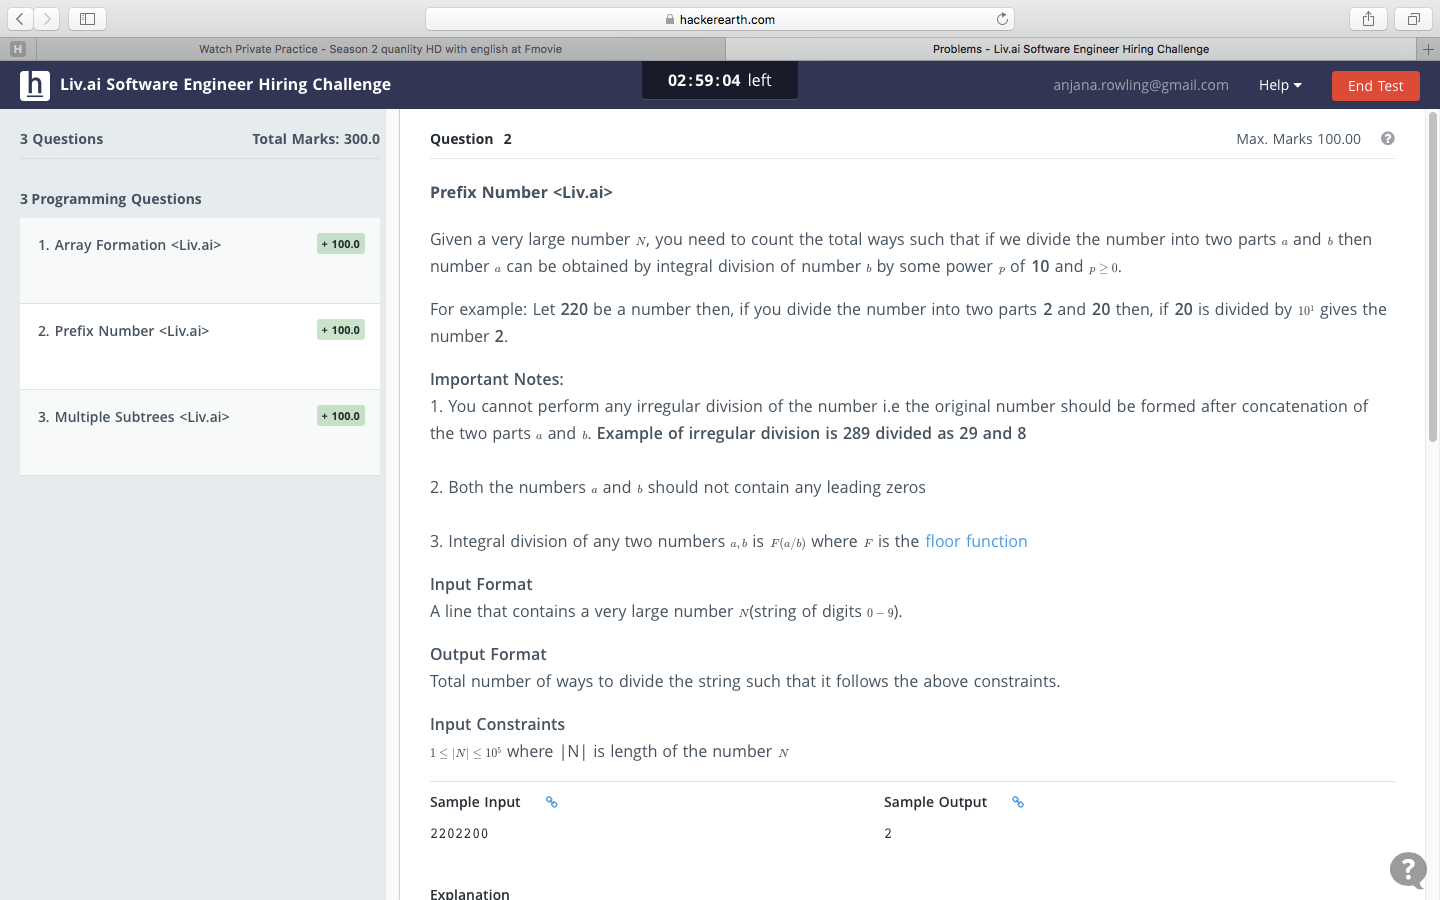 hackerearth.com
H
Watch Private Practice - Season 2 quanlity HD with english at Fmovie
Problems - Liv.ai Software Engineer Hiring Challenge
h
Liv.ai Software Engineer Hiring Challenge
02:59:04 left
anjana.rowling@gmail.com
Help
End Test
3 Questions
Total Marks: 300.0
3 Programming Questions
1. Array Formation <Liv.ai>
+ 100.0
2. Prefix Number <Liv.ai>
+ 100.0
3. Multiple Subtrees <Liv.ai>
+ 100.0
Question 2
Max. Marks 100.00
?
Prefix Number <Liv.ai>
Given a very large number N, you need to count the total ways such that if we divide the number into two parts a and b then
number a can be obtained by integral division of number b by some power p of 10 and p ≥ 0.
For example: Let 220 be a number then, if you divide the number into two parts 2 and 20 then, if 20 is divided by 10¹ gives the
number 2.
Important Notes:
1. You cannot perform any irregular division of the number i.e the original number should be formed after concatenation of
the two parts a and b. Example of irregular division is 289 divided as 29 and 8
2. Both the numbers a and b should not contain any leading zeros
3. Integral division of any two numbers a, b is F(a/b) where F is the floor function
Input Format
A line that contains a very large number N(string of digits 0 − 9).
Output Format
Total number of ways to divide the string such that it follows the above constraints.
Input Constraints
1 ≤ |N| ≤ 10⁵ where |N| is length of the number N
Sample Input
Sample Output
2202200
2
Explanation
?